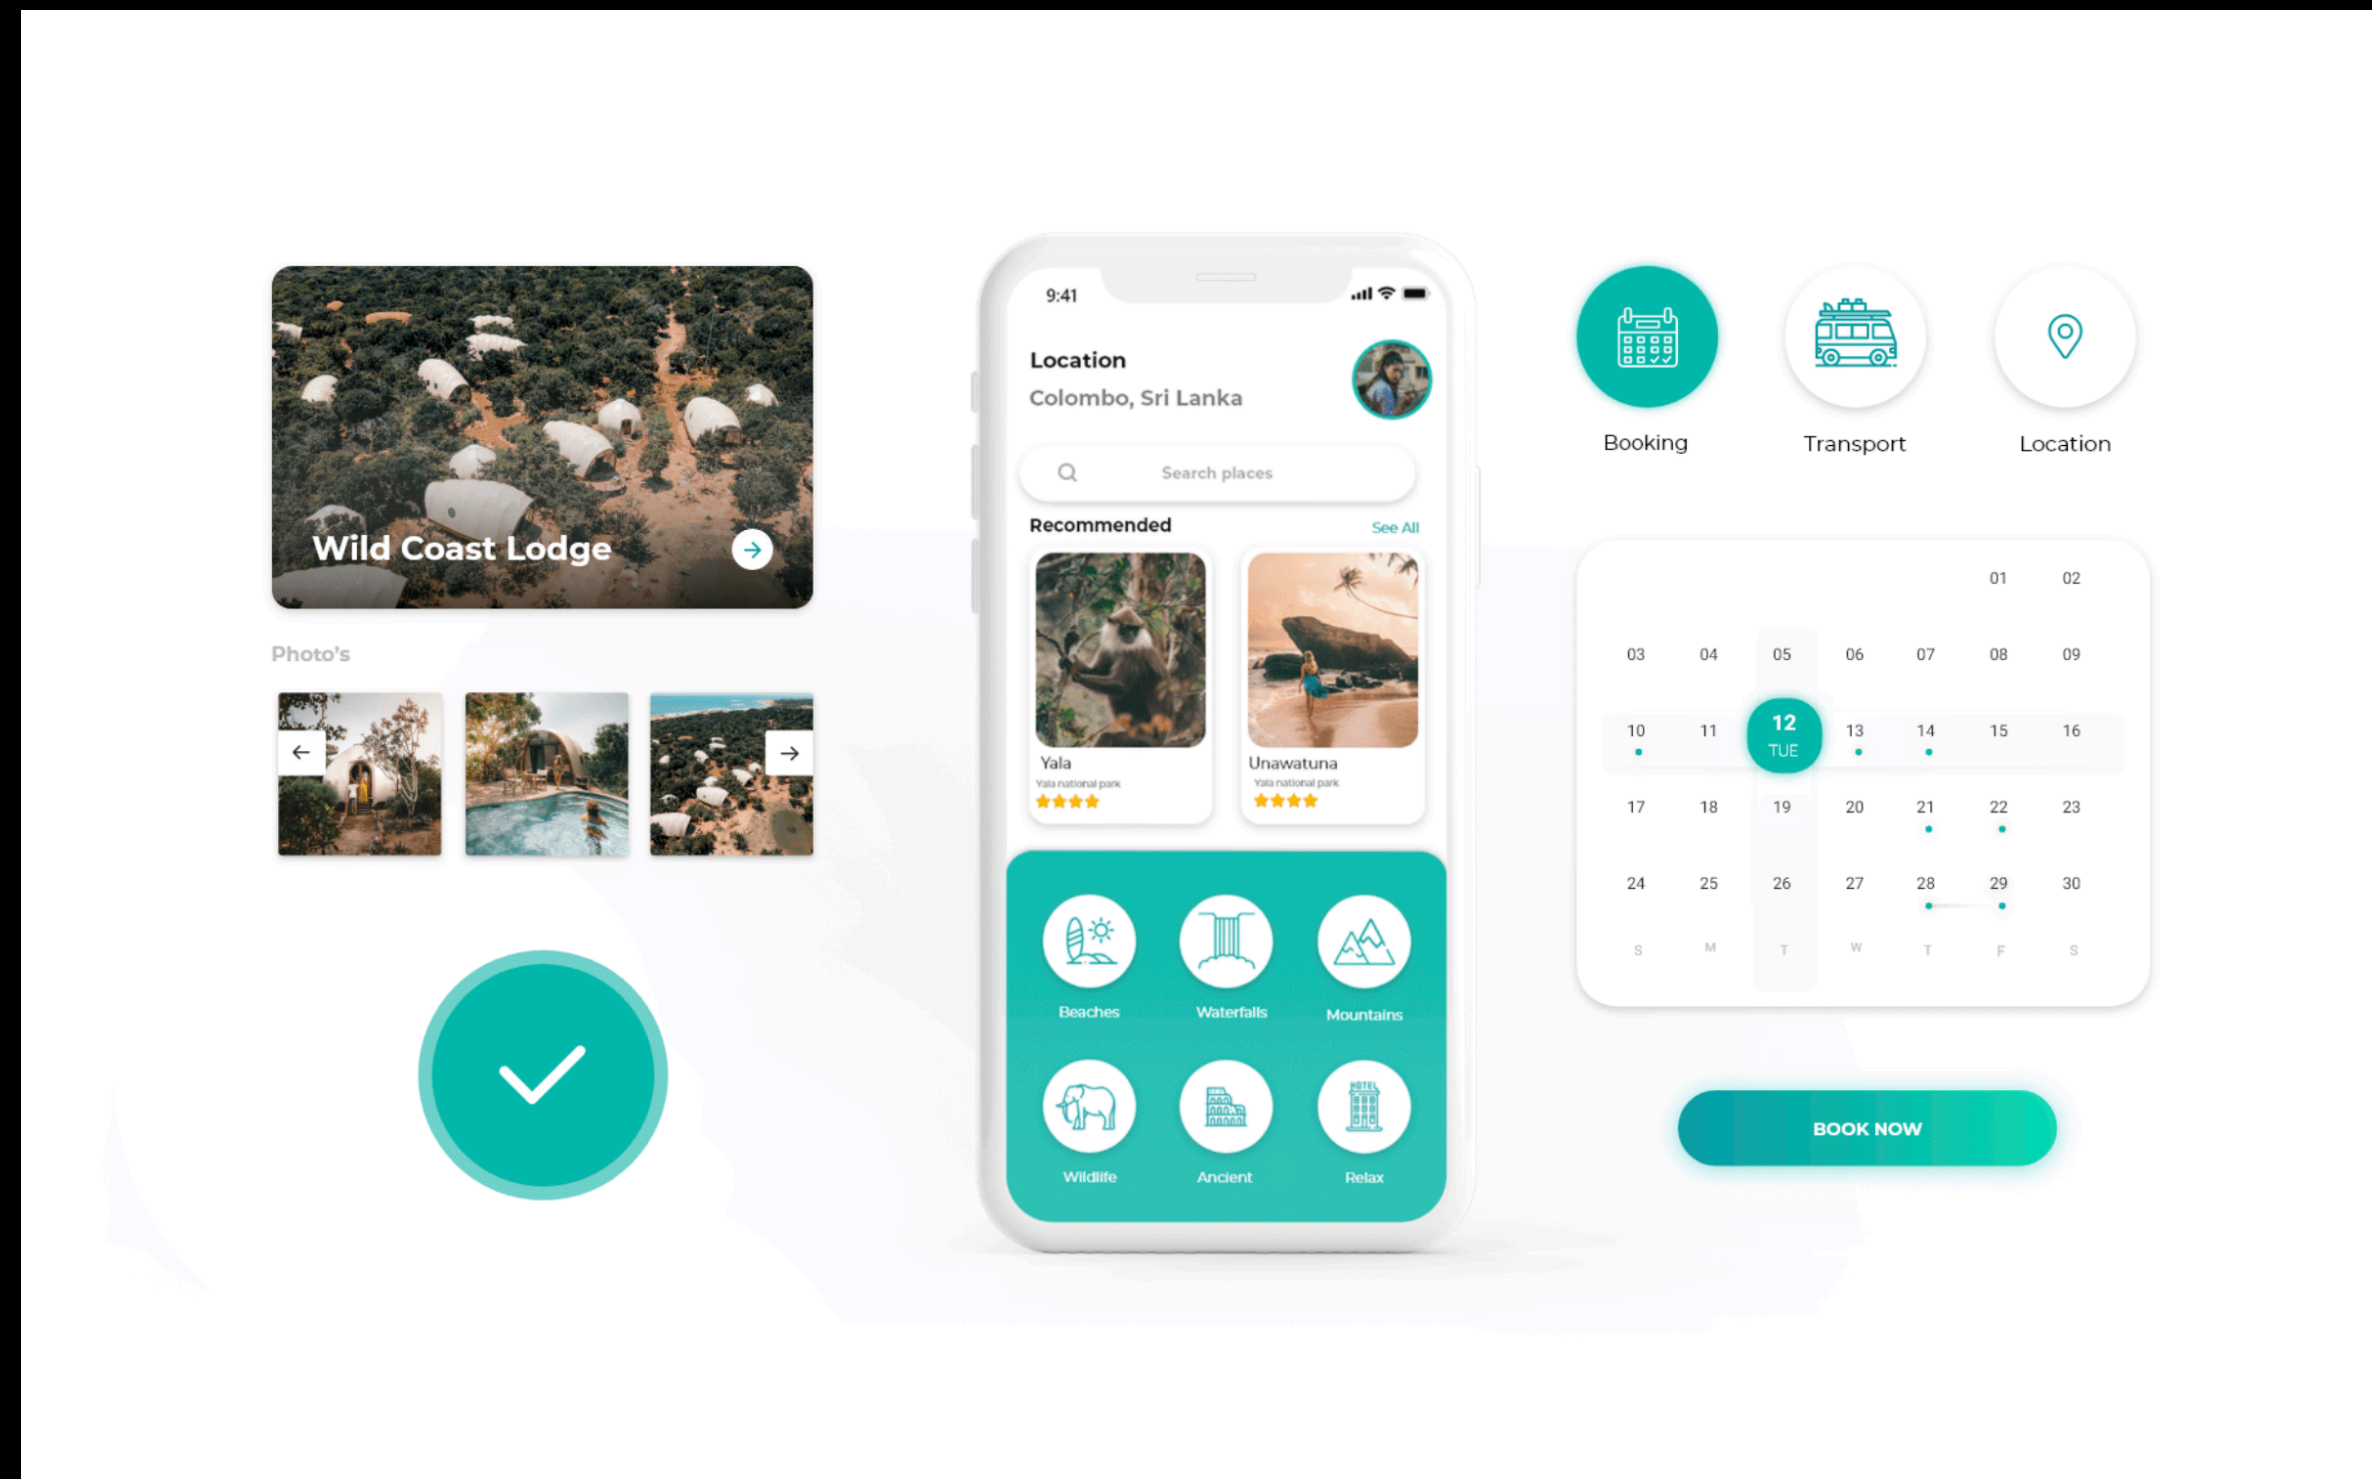 Wild Coast Lodge
Photo's
9:41
Location
Colombo, Sri Lanka
Search places
Recommended
See All
Yala
Yala national park
Unawatuna
Yala national park
Beaches
Waterfalls
Mountains
HOTEL
Wildlife
Ancient
Relax
Booking
Transport
Location
01 02
03 04 05 06 07 08 09
10 11 12 13 14 15 16
TUE
17 18 19 20 21 22 23
24 25 26 27 28 29 30
S M T W T F S
BOOK NOW